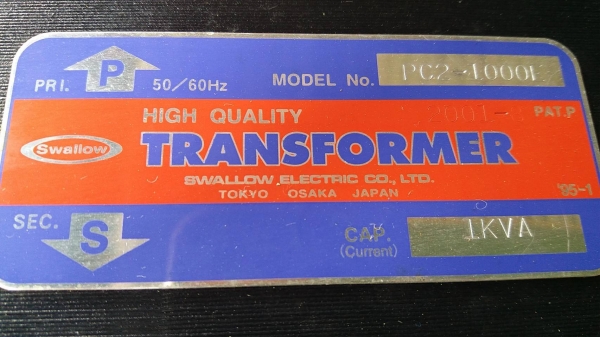 PRI. P 50/60Hz MODEL No. PC2-1000E
HIGH QUALITY 2001- PAT.P
Swallow TRANSFORMER
SWALLOW ELECTRIC CO., LTD.
TOKYO OSAKA JAPAN '95-1
SEC. S CAP. 1KVA
(Current)